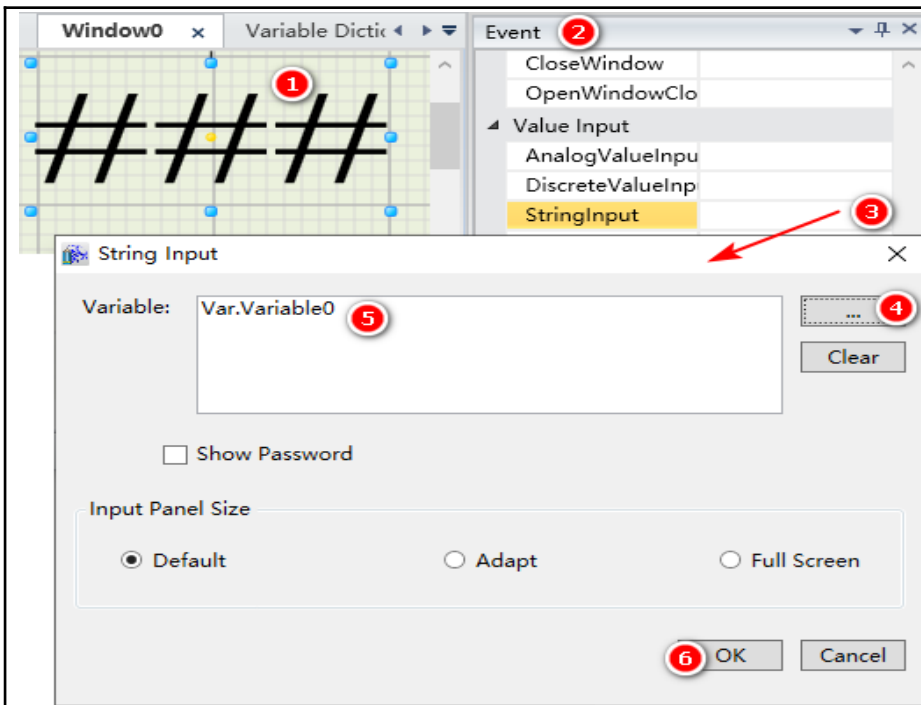 Window0 x Variable Dictic
1
###
Event 2
CloseWindow
OpenWindowClo
Value Input
AnalogValueInpu
DiscreteValueInp
StringInput
3
String Input
Variable:
Var.Variable0 5
... 4
Clear
Show Password
Input Panel Size
Default Adapt Full Screen
6 OK Cancel